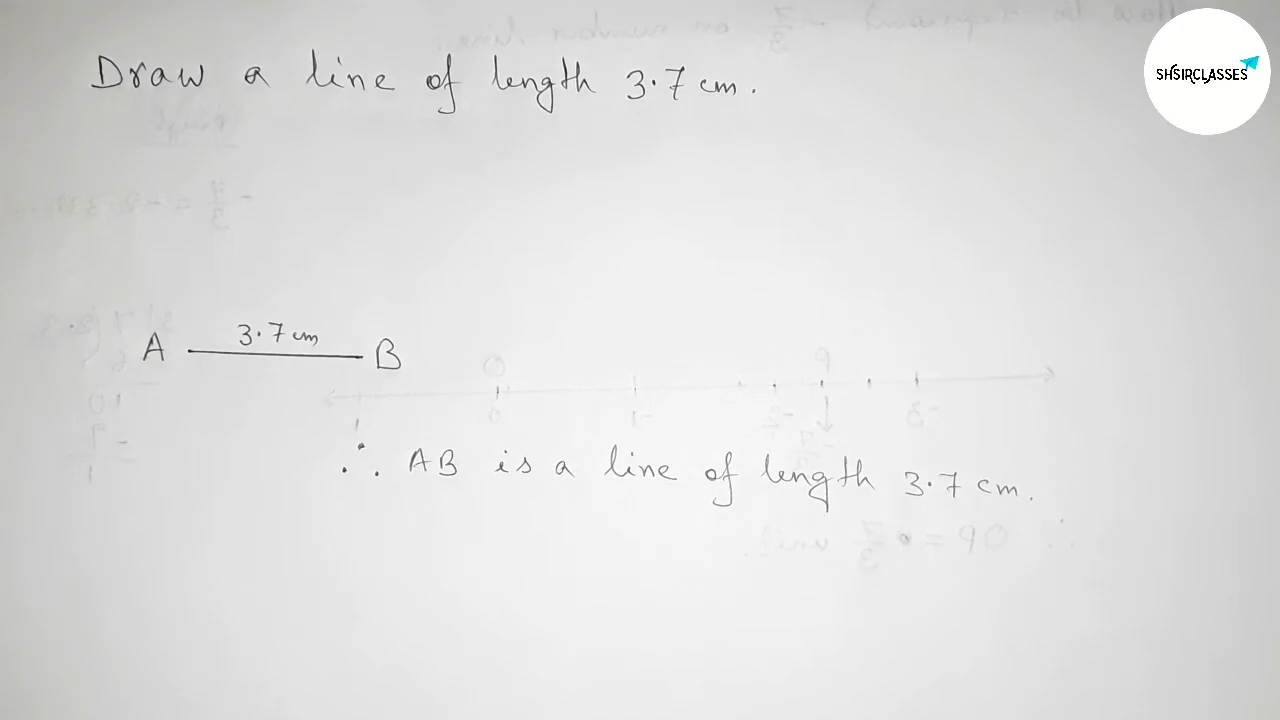 Draw a line of length 3.7 cm.
SHSIRCLASSES
3.7 cm
A B
∴ AB is a line of length 3.7 cm.